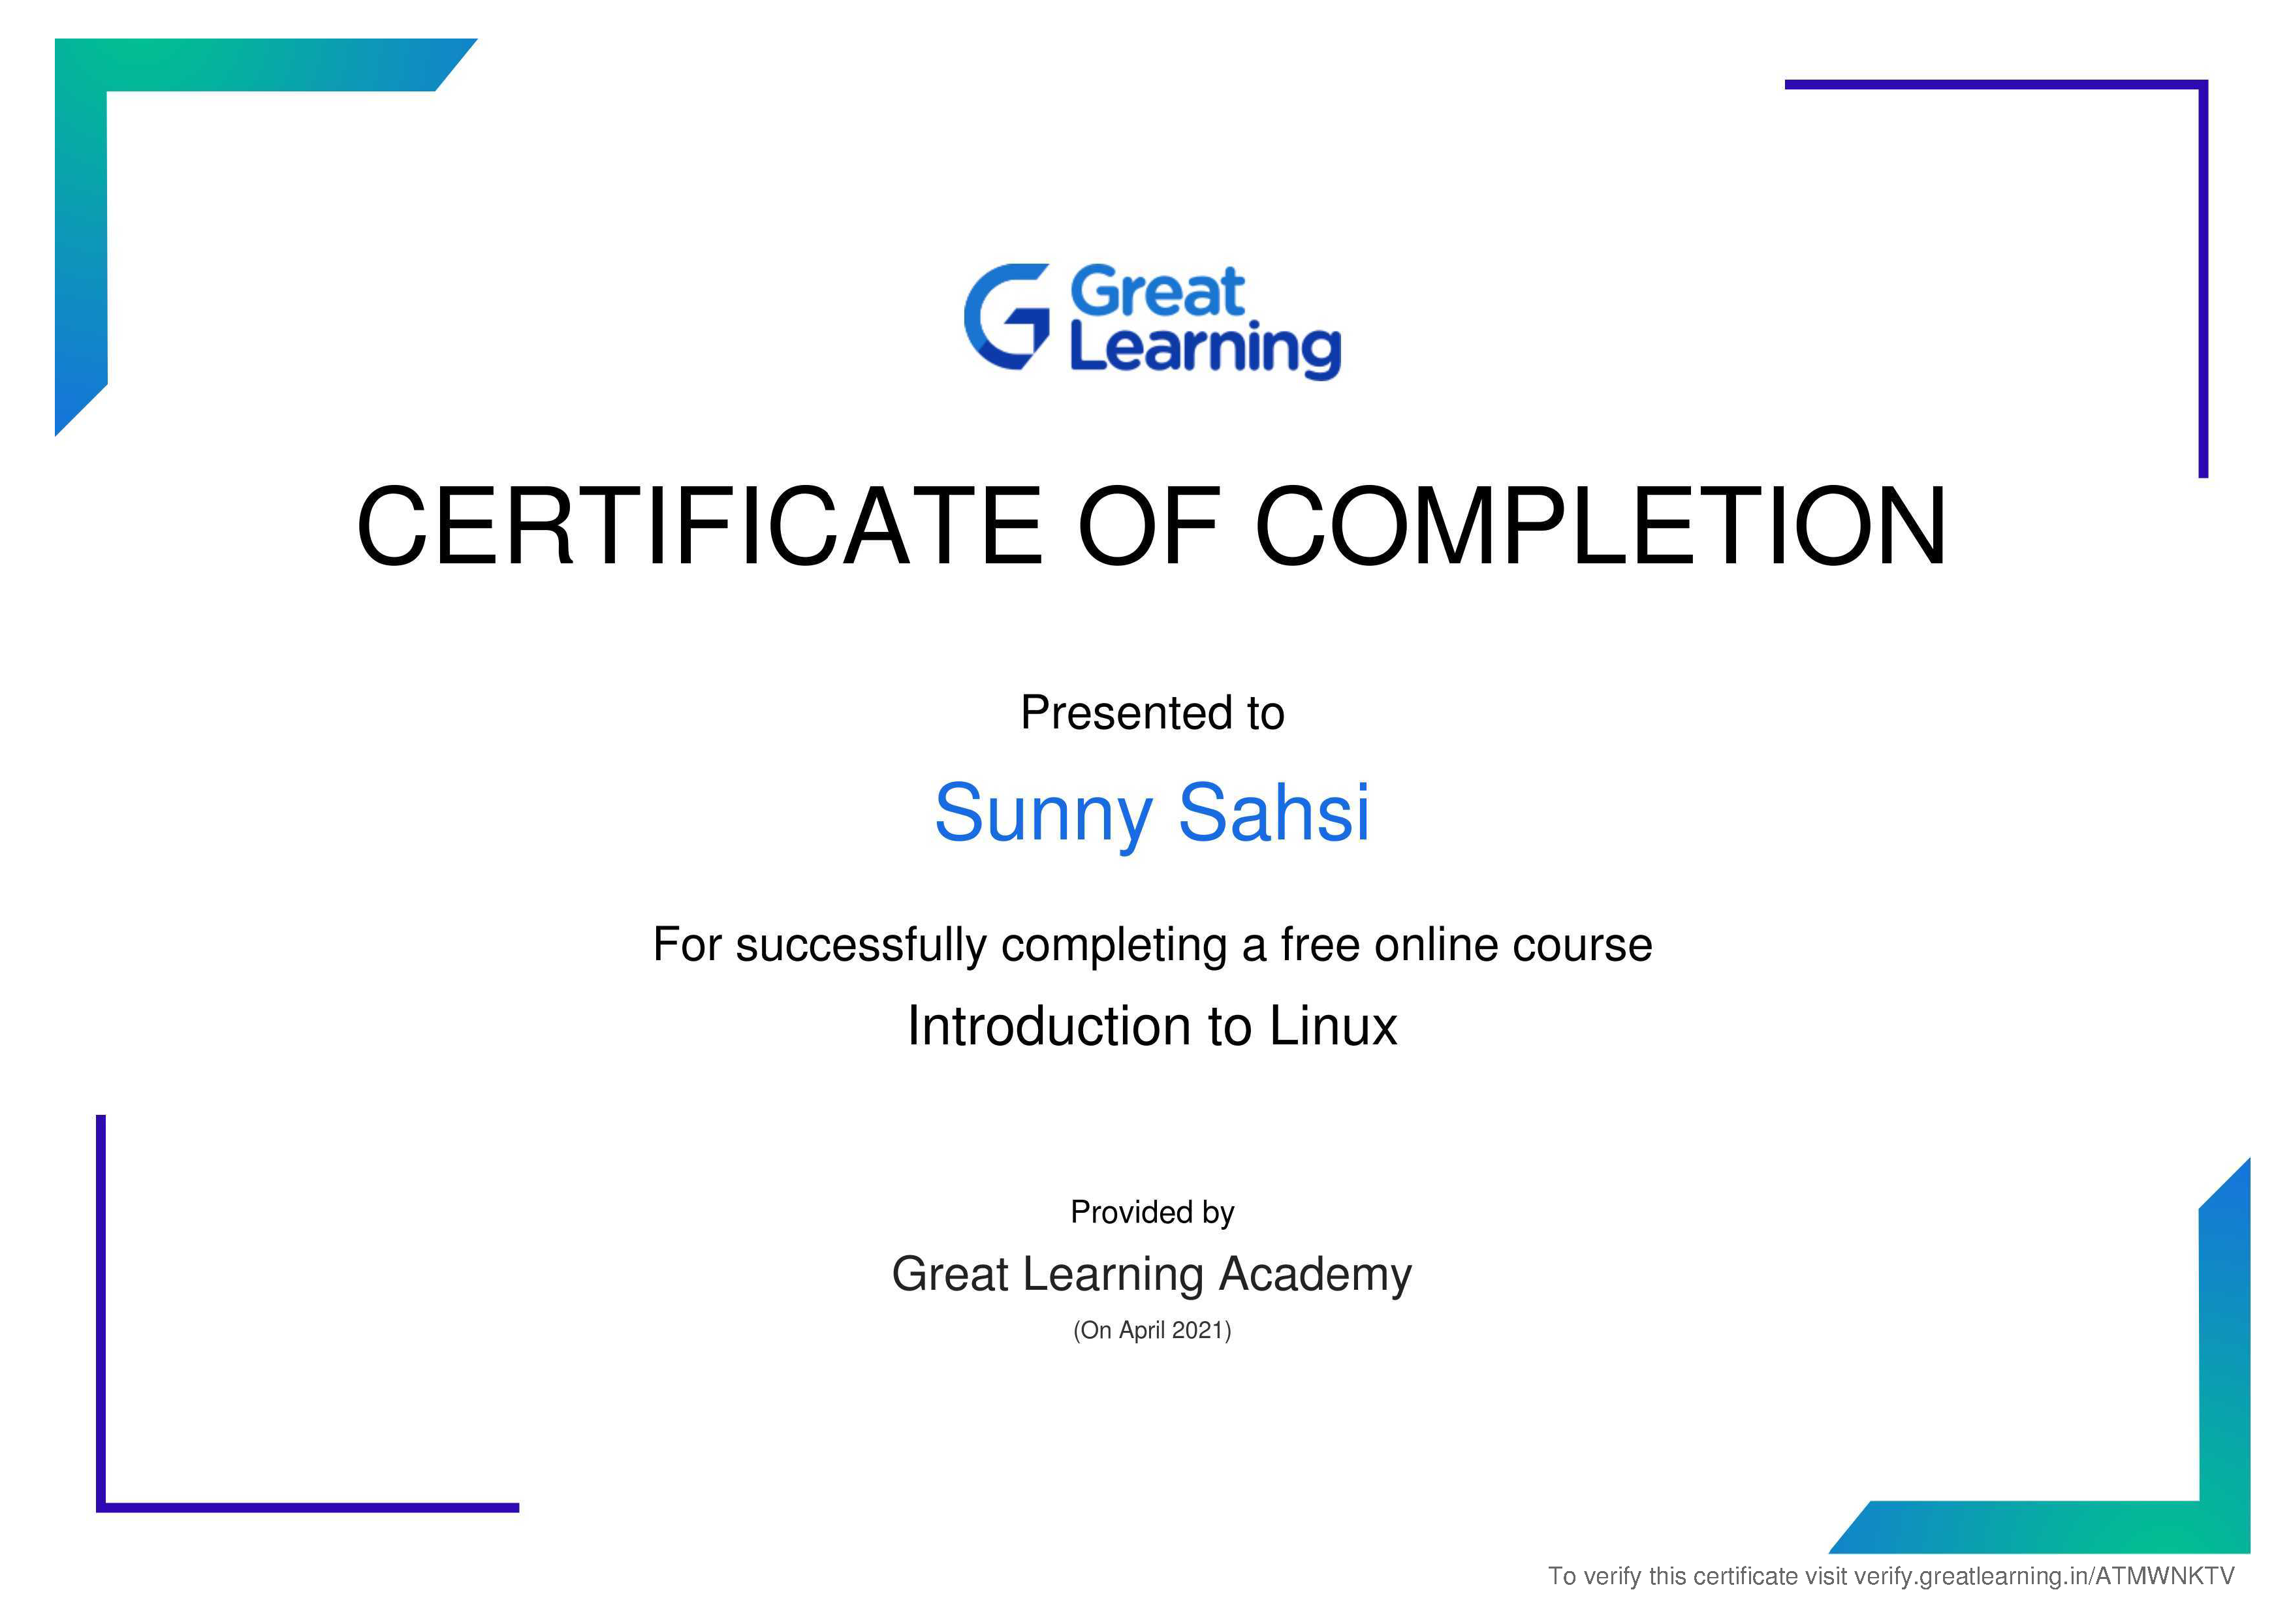 Great
Learning
CERTIFICATE OF COMPLETION
Presented to
Sunny Sahsi
For successfully completing a free online course
Introduction to Linux
Provided by
Great Learning Academy
(On April 2021)
To verify this certificate visit verify.greatlearning.in/ATMWNKTV